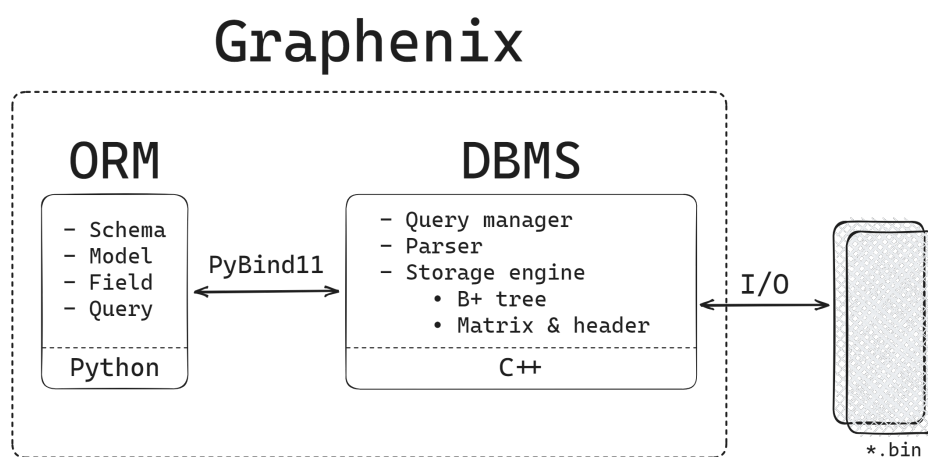 Graphenix
ORM
- Schema
- Model
- Field
- Query
Python
PyBind11
DBMS
- Query manager
- Parser
- Storage engine
• B+ tree
• Matrix & header
C++
I/O
*.bin